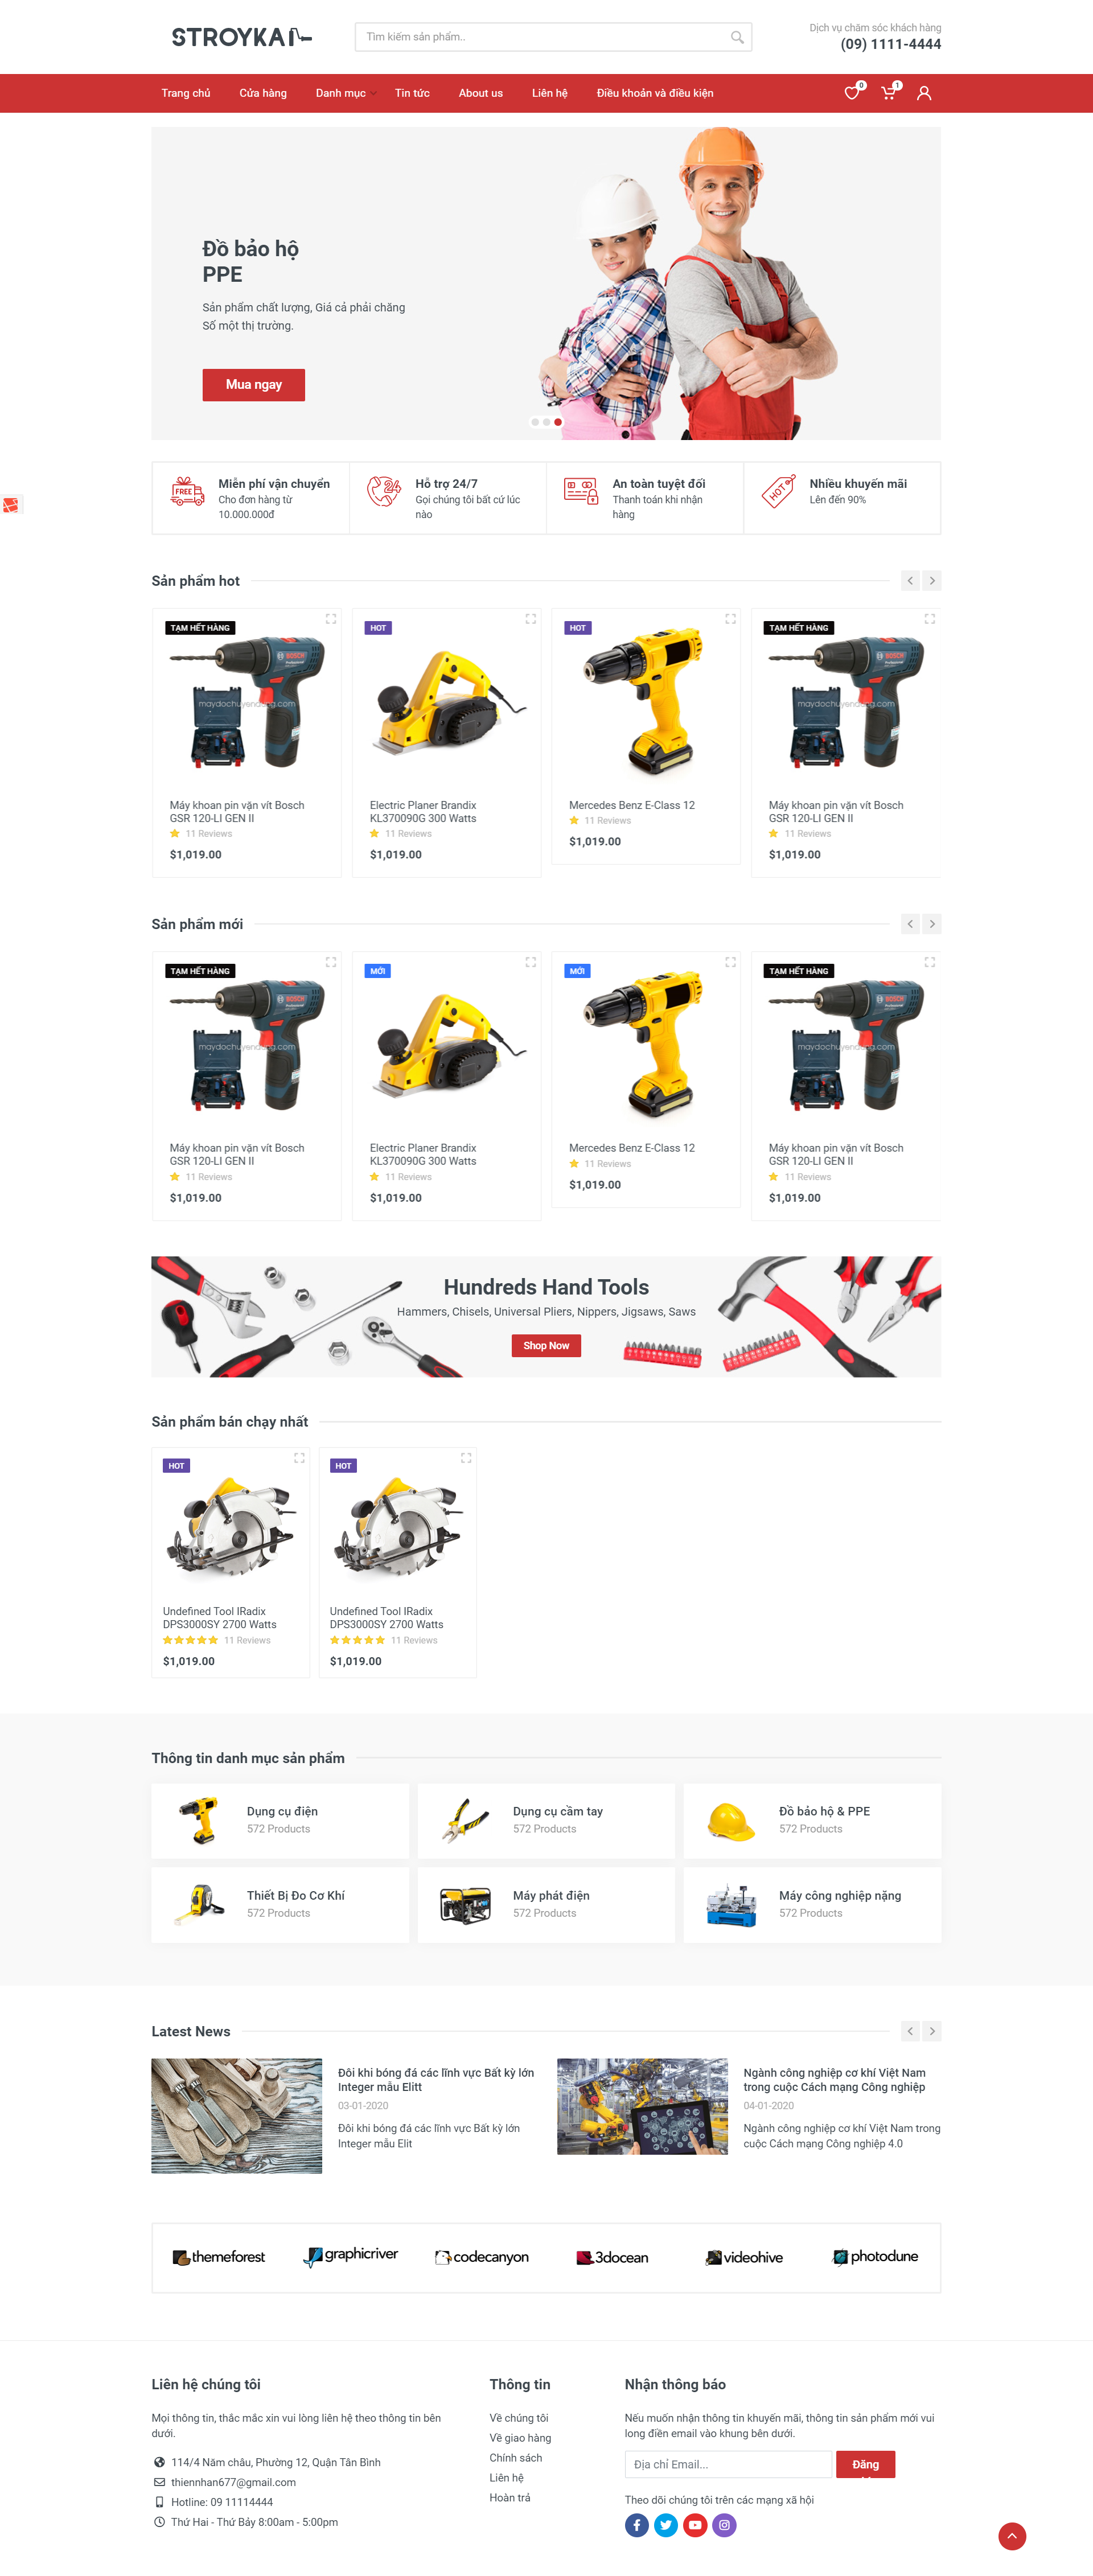 STROYKA
Tìm kiếm sản phẩm..
Dịch vụ chăm sóc khách hàng
(09) 1111-4444
Trang chủ
Cửa hàng
Danh mục
Tin tức
About us
Liên hệ
Điều khoản và điều kiện
0
1
Đồ bảo hộ
PPE
Sản phẩm chất lượng, Giá cả phải chăng
Số một thị trường.
Mua ngay
FREE
Miễn phí vận chuyển
Cho đơn hàng từ
10.000.000đ
24
Hỗ trợ 24/7
Gọi chúng tôi bất cứ lúc
nào
An toàn tuyệt đối
Thanh toán khi nhận
hàng
HOT
Nhiều khuyến mãi
Lên đến 90%
Sản phẩm hot
TẠM HẾT HÀNG
BOSCH
maydochuyendong.com
Máy khoan pin vặn vít Bosch
GSR 120-LI GEN II
11 Reviews
$1,019.00
HOT
Electric Planer Brandix
KL370090G 300 Watts
11 Reviews
$1,019.00
HOT
Mercedes Benz E-Class 12
11 Reviews
$1,019.00
TẠM HẾT HÀNG
BOSCH
maydochuyendong.com
Máy khoan pin vặn vít Bosch
GSR 120-LI GEN II
11 Reviews
$1,019.00
Sản phẩm mới
TẠM HẾT HÀNG
BOSCH
maydochuyendong.com
Máy khoan pin vặn vít Bosch
GSR 120-LI GEN II
11 Reviews
$1,019.00
MỚI
Electric Planer Brandix
KL370090G 300 Watts
11 Reviews
$1,019.00
MỚI
Mercedes Benz E-Class 12
11 Reviews
$1,019.00
TẠM HẾT HÀNG
BOSCH
maydochuyendong.com
Máy khoan pin vặn vít Bosch
GSR 120-LI GEN II
11 Reviews
$1,019.00
Hundreds Hand Tools
Hammers, Chisels, Universal Pliers, Nippers, Jigsaws, Saws
Shop Now
Sản phẩm bán chạy nhất
HOT
Undefined Tool IRadix
DPS3000SY 2700 Watts
11 Reviews
$1,019.00
HOT
Undefined Tool IRadix
DPS3000SY 2700 Watts
11 Reviews
$1,019.00
Thông tin danh mục sản phẩm
Dụng cụ điện
572 Products
Dụng cụ cầm tay
572 Products
Đồ bảo hộ & PPE
572 Products
Thiết Bị Đo Cơ Khí
572 Products
Máy phát điện
572 Products
Máy công nghiệp nặng
572 Products
Latest News
Đôi khi bóng đá các lĩnh vực Bất kỳ lớn
Integer mẫu Elitt
03-01-2020
Đôi khi bóng đá các lĩnh vực Bất kỳ lớn
Integer mẫu Elit
Ngành công nghiệp cơ khí Việt Nam
trong cuộc Cách mạng Công nghiệp
04-01-2020
Ngành công nghiệp cơ khí Việt Nam trong
cuộc Cách mạng Công nghiệp 4.0
themeforest
graphicriver
codecanyon
3docean
videohive
photodune
Liên hệ chúng tôi
Mọi thông tin, thắc mắc xin vui lòng liên hệ theo thông tin bên
dưới.
114/4 Năm châu, Phường 12, Quận Tân Bình
thiennhan677@gmail.com
Hotline: 09 11114444
Thứ Hai - Thứ Bảy 8:00am - 5:00pm
Thông tin
Về chúng tôi
Về giao hàng
Chính sách
Liên hệ
Hoàn trả
Nhận thông báo
Nếu muốn nhận thông tin khuyến mãi, thông tin sản phẩm mới vui
long điền email vào khung bên dưới.
Địa chỉ Email...
Đăng
Theo dõi chúng tôi trên các mạng xã hội